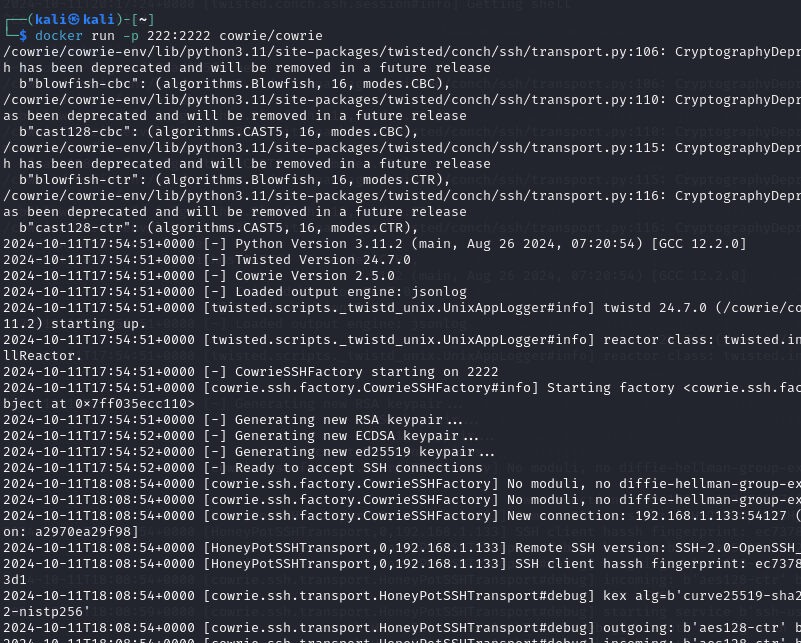 ┌──(kali㉿kali)-[~]
└─$ docker run -p 222:2222 cowrie/cowrie
/cowrie/cowrie-env/lib/python3.11/site-packages/twisted/conch/ssh/transport.py:106: CryptographyDepr
h has been deprecated and will be removed in a future release
  b"blowfish-cbc": (algorithms.Blowfish, 16, modes.CBC),
/cowrie/cowrie-env/lib/python3.11/site-packages/twisted/conch/ssh/transport.py:110: CryptographyDepr
as been deprecated and will be removed in a future release
  b"cast128-cbc": (algorithms.CAST5, 16, modes.CBC),
/cowrie/cowrie-env/lib/python3.11/site-packages/twisted/conch/ssh/transport.py:115: CryptographyDepr
h has been deprecated and will be removed in a future release
  b"blowfish-ctr": (algorithms.Blowfish, 16, modes.CTR),
/cowrie/cowrie-env/lib/python3.11/site-packages/twisted/conch/ssh/transport.py:116: CryptographyDepr
as been deprecated and will be removed in a future release
  b"cast128-ctr": (algorithms.CAST5, 16, modes.CTR),
2024-10-11T17:54:51+0000 [-] Python Version 3.11.2 (main, Aug 26 2024, 07:20:54) [GCC 12.2.0]
2024-10-11T17:54:51+0000 [-] Twisted Version 24.7.0
2024-10-11T17:54:51+0000 [-] Cowrie Version 2.5.0
2024-10-11T17:54:51+0000 [-] Loaded output engine: jsonlog
2024-10-11T17:54:51+0000 [twisted.scripts._twistd_unix.UnixAppLogger#info] twistd 24.7.0 (/cowrie/co
11.2) starting up.
2024-10-11T17:54:51+0000 [twisted.scripts._twistd_unix.UnixAppLogger#info] reactor class: twisted.in
llReactor.
2024-10-11T17:54:51+0000 [-] CowrieSSHFactory starting on 2222
2024-10-11T17:54:51+0000 [cowrie.ssh.factory.CowrieSSHFactory#info] Starting factory <cowrie.ssh.fac
bject at 0×7ff035ecc110>
2024-10-11T17:54:51+0000 [-] Generating new RSA keypair...
2024-10-11T17:54:52+0000 [-] Generating new ECDSA keypair...
2024-10-11T17:54:52+0000 [-] Generating new ed25519 keypair...
2024-10-11T17:54:52+0000 [-] Ready to accept SSH connections
2024-10-11T18:08:54+0000 [cowrie.ssh.factory.CowrieSSHFactory] No moduli, no diffie-hellman-group-ex
2024-10-11T18:08:54+0000 [cowrie.ssh.factory.CowrieSSHFactory] No moduli, no diffie-hellman-group-ex
2024-10-11T18:08:54+0000 [cowrie.ssh.factory.CowrieSSHFactory] New connection: 192.168.1.133:54127 (
on: a2970ea29f98]
2024-10-11T18:08:54+0000 [HoneyPotSSHTransport,0,192.168.1.133] Remote SSH version: SSH-2.0-OpenSSH_
2024-10-11T18:08:54+0000 [HoneyPotSSHTransport,0,192.168.1.133] SSH client hassh fingerprint: ec7378
3d1
2024-10-11T18:08:54+0000 [cowrie.ssh.transport.HoneyPotSSHTransport#debug] kex alg=b'curve25519-sha2
2-nistp256'
2024-10-11T18:08:54+0000 [cowrie.ssh.transport.HoneyPotSSHTransport#debug] outgoing: b'aes128-ctr' b